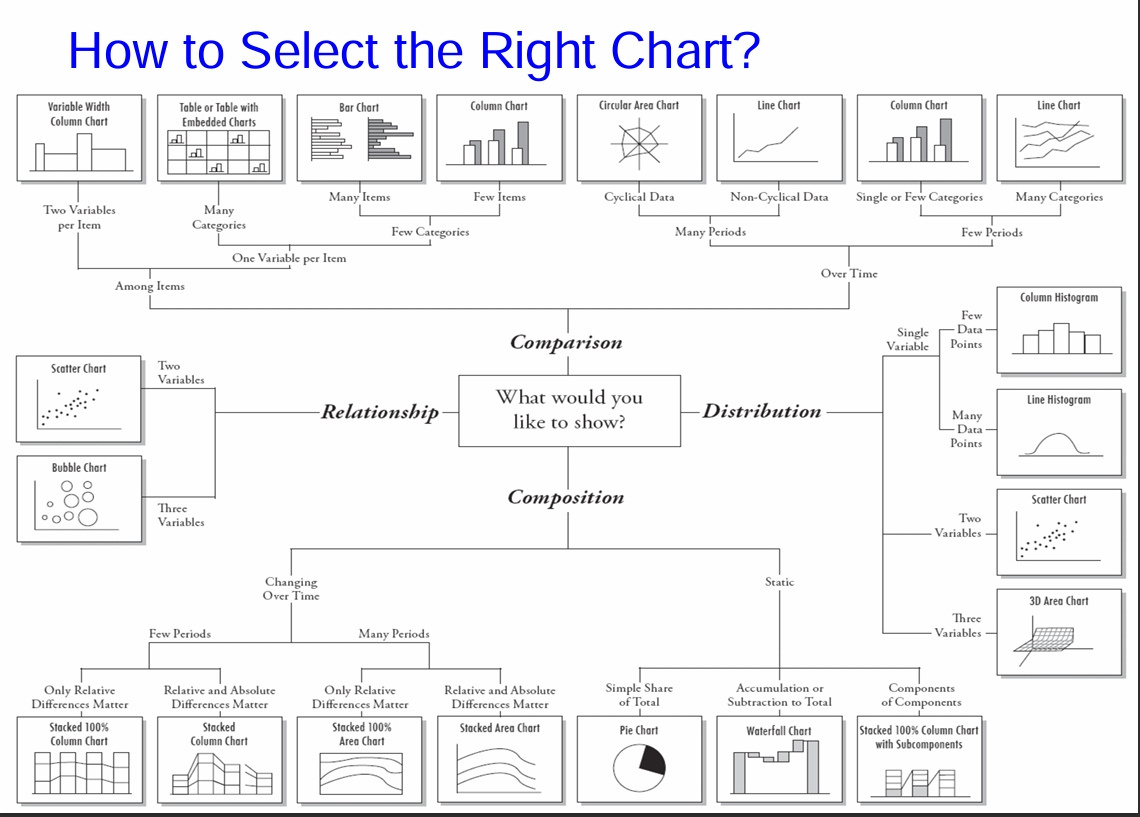 How to Select the Right Chart?
Variable Width
Column Chart
Table or Table with
Embedded Charts
Bar Chart
Column Chart
Circular Area Chart
Line Chart
Column Chart
Line Chart
Two Variables
per Item
Many
Categories
Many Items
Few Items
Cyclical Data
Non-Cyclical Data
Single or Few Categories
Many Categories
Few Categories
Many Periods
Few Periods
One Variable per Item
Among Items
Over Time
Comparison
What would you
like to show?
Relationship
Two
Variables
Scatter Chart
Three
Variables
Bubble Chart
Distribution
Single
Variable
Few
Data
Points
Column Histogram
Many
Data
Points
Line Histogram
Two
Variables
Scatter Chart
Three
Variables
3D Area Chart
Composition
Changing
Over Time
Static
Few Periods
Many Periods
Only Relative
Differences Matter
Relative and Absolute
Differences Matter
Only Relative
Differences Matter
Relative and Absolute
Differences Matter
Simple Share
of Total
Accumulation or
Subtraction to Total
Components
of Components
Stacked 100%
Column Chart
Stacked
Column Chart
Stacked 100%
Area Chart
Stacked Area Chart
Pie Chart
Waterfall Chart
Stacked 100% Column Chart
with Subcomponents